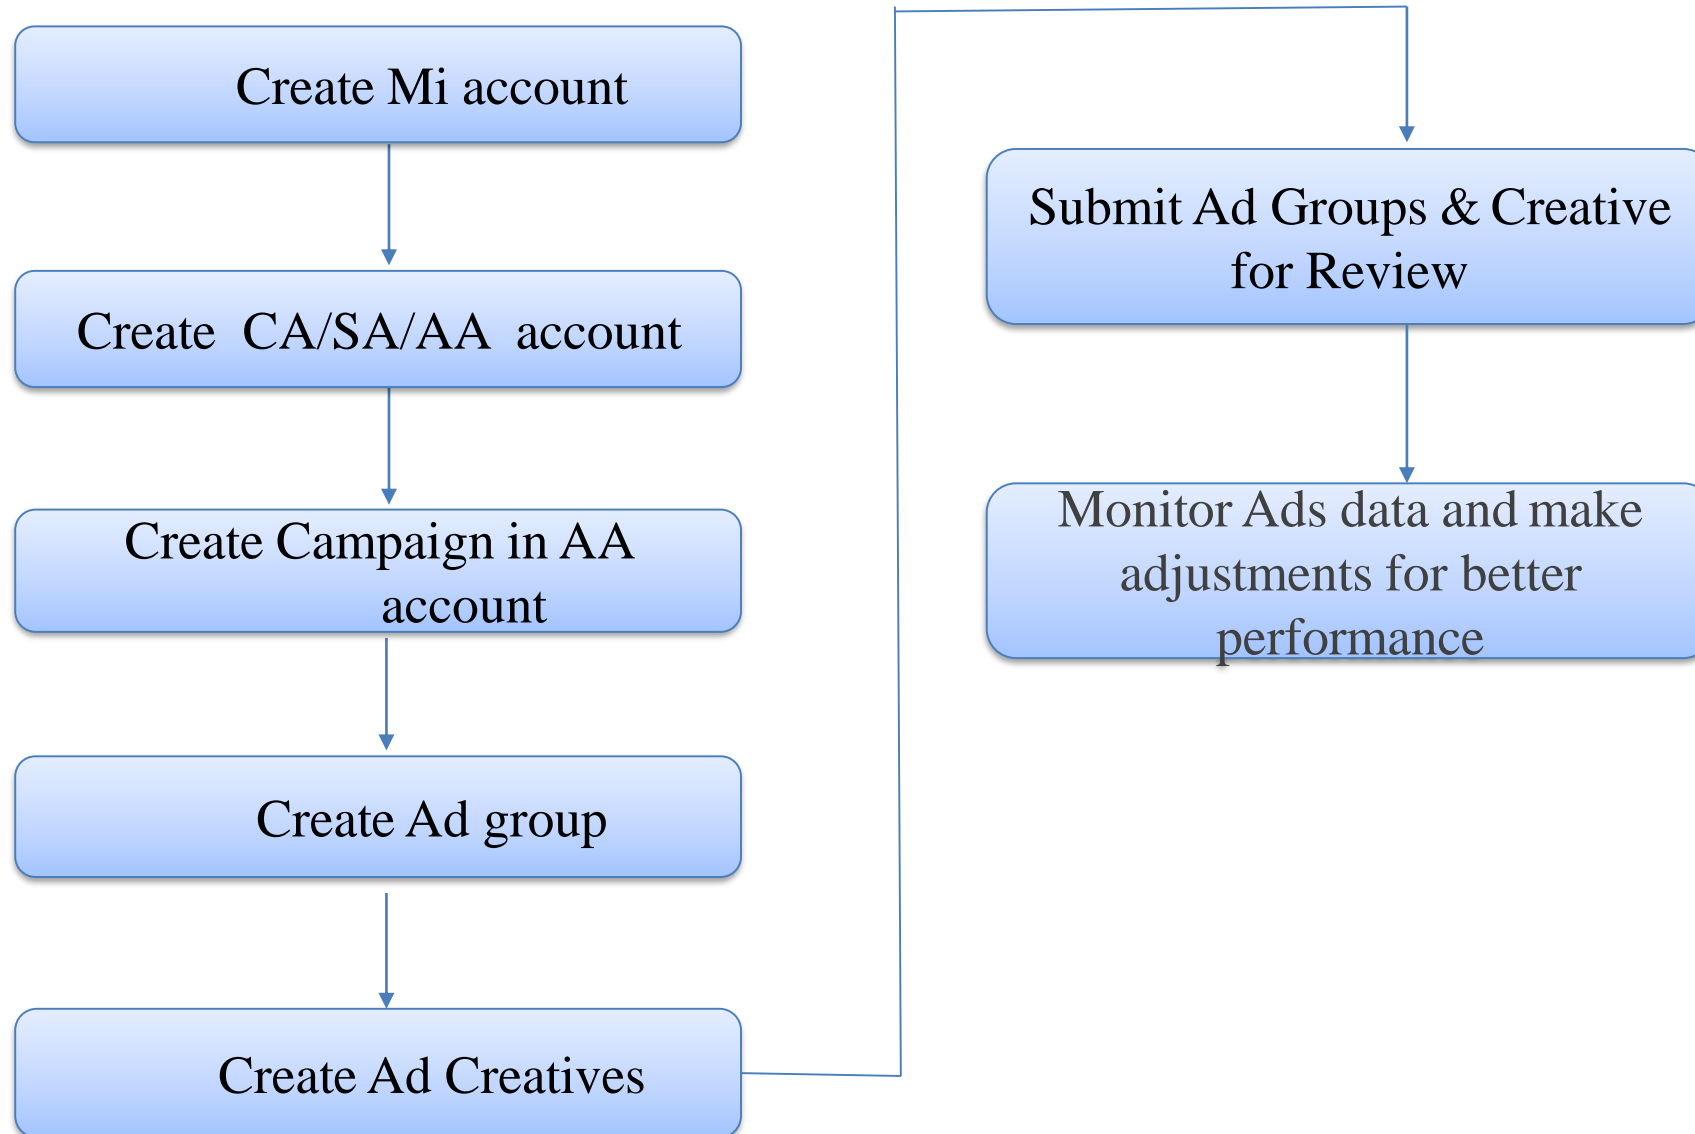 Create Mi account
Create CA/SA/AA account
Create Campaign in AA
account
Create Ad group
Create Ad Creatives
Submit Ad Groups & Creative
for Review
Monitor Ads data and make
adjustments for better
performance